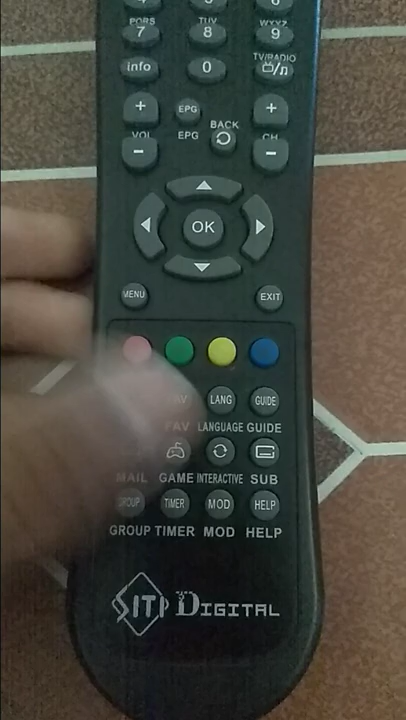 PQRS TUV WXYZ
7 8 9
TV/RADIO
info 0 /n
+ EPG +
BACK
VOL EPG CH
- -
OK
MENU EXIT
LANG GUIDE
FAV LANGUAGE GUIDE
MAIL GAME INTERACTIVE SUB
GROUP TIMER MOD HELP
GROUP TIMER MOD HELP
SITI DIGITAL